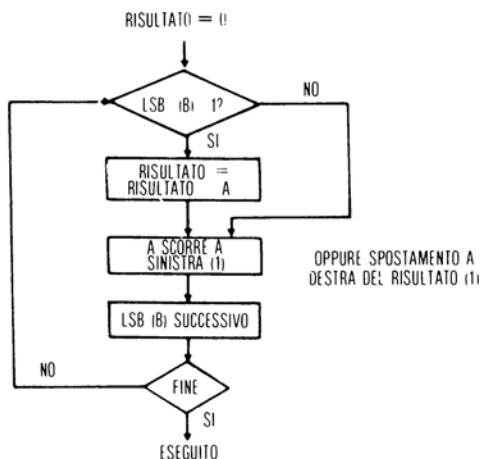 RISULTATO = 0
LSB (B) 1?
NO
SI
RISULTATO =
RISULTATO A
A SCORRE A
SINISTRA (1)
OPPURE SPOSTAMENTO A
DESTRA DEL RISULTATO (1)
LSB (B) SUCCESSIVO
NO
FINE
SI
ESEGUITO